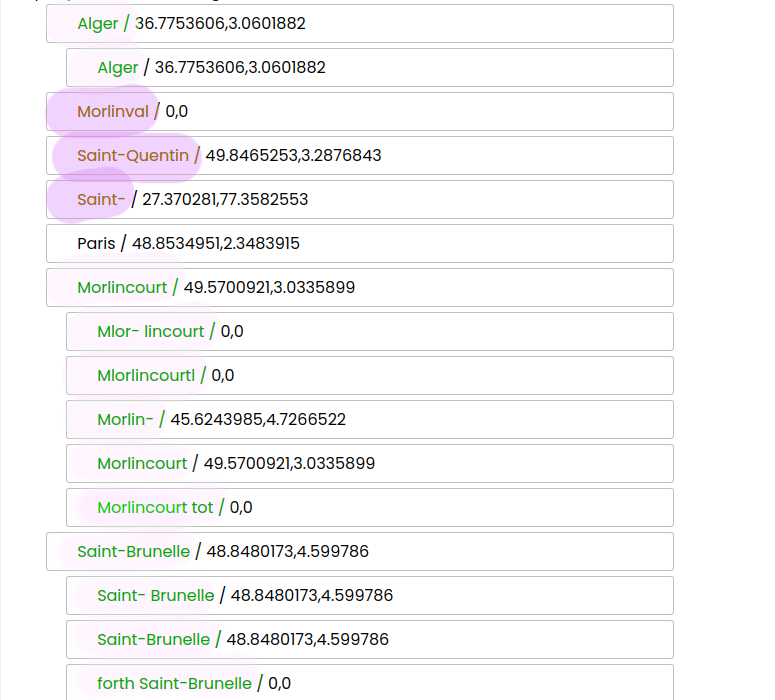 Alger / 36.7753606,3.0601882
Alger / 36.7753606,3.0601882
Morlinval / 0,0
Saint-Quentin / 49.8465253,3.2876843
Saint- / 27.370281,77.3582553
Paris / 48.8534951,2.3483915
Morlincourt / 49.5700921,3.0335899
Mlor- lincourt / 0,0
Mlorlincourtl / 0,0
Morlin- / 45.6243985,4.7266522
Morlincourt / 49.5700921,3.0335899
Morlincourt tot / 0,0
Saint-Brunelle / 48.8480173,4.599786
Saint- Brunelle / 48.8480173,4.599786
Saint-Brunelle / 48.8480173,4.599786
forth Saint-Brunelle / 0,0